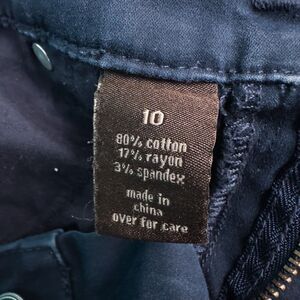 10
80% cotton
17% rayon
3% spandex
made in
china
over for care